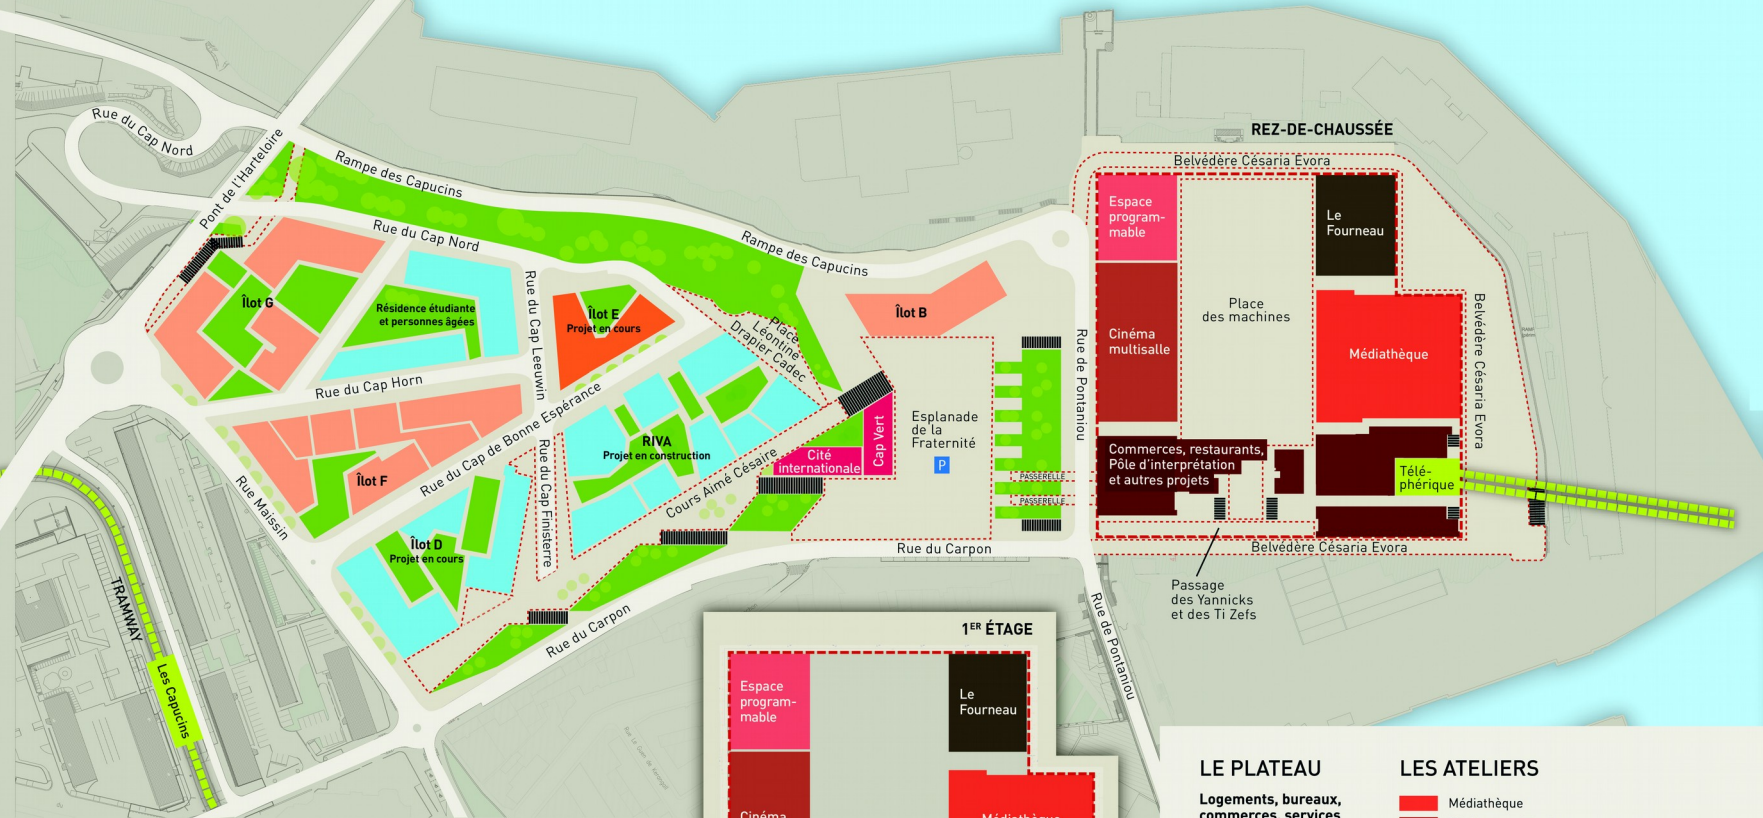 Rue du Cap Nord
Pont de l'Harteloire
Rampe des Capucins
Rue du Cap Nord
Rampe des Capucins
REZ-DE-CHAUSSÉE
Belvédère Césaria Evora
Espace
program-
mable
Le
Fourneau
Îlot G
Résidence étudiante
et personnes âgées
Rue du Cap Leeuwin
Îlot E
Projet en cours
Place
Léontine
Drapier Cadec
Îlot B
Rue de Pontaniou
Cinéma
multisalle
Place
des machines
Médiathèque
Belvédère Césaria Evora
Rue du Cap Horn
Rue du Cap de Bonne Espérance
Îlot F
RIVA
Projet en construction
Rue du Cap Finisterre
Cours Aimé Césaire
Cité
internationale
Cap Vert
Esplanade
de la
Fraternité
P
PASSERELLE
PASSERELLE
Commerces, restaurants,
Pôle d'interprétation
et autres projets
Télé-
phérique
Rue Maissin
Îlot D
Projet en cours
Rue du Carpon
Belvédère Césaria Evora
Passage
des Yannicks
et des Ti Zefs
TRAMWAY
Les Capucins
Rue du Carpon
Rue de Pontaniou
1ER ÉTAGE
Espace
program-
mable
Le
Fourneau
Cinéma
Médiathèque
LE PLATEAU
Logements, bureaux,
commerces, services
LES ATELIERS
Médiathèque